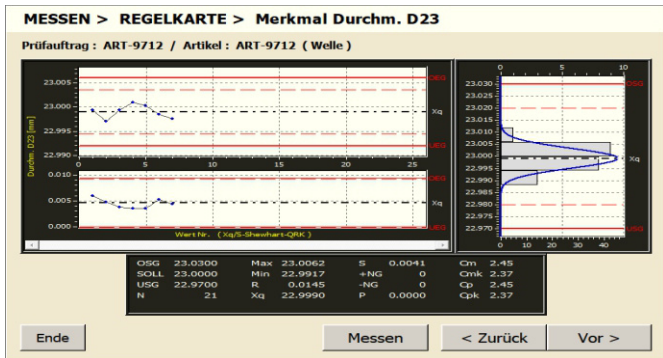 MESSEN > REGELKARTE > Merkmal Durchm. D23
Prüfauftrag : ART-9712 / Artikel : ART-9712 ( Welle )
Durchm. D23 [mm]
23.005
23.000
22.995
22.990
0 5 10 15 20 25
OEG
Xq
UEG
0.010
0.005
0.000
OEG
Xq
UEG
Wert Nr. ( Xq/S-Shewhart-QRK )
0 5 10
23.030
23.025
23.020
23.015
23.010
23.005
23.000
22.995
22.990
22.985
22.980
22.975
22.970
OSG
Xq
USG
0 10 20 30 40
OSG 23.0300 Max 23.0062 S 0.0041 Cm 2.45
SOLL 23.0000 Min 22.9917 +NG 0 Cmk 2.37
USG 22.9700 R 0.0145 -NG 0 Cp 2.45
N 21 Xq 22.9990 P 0.0000 Cpk 2.37
Ende
Messen
< Zurück
Vor >